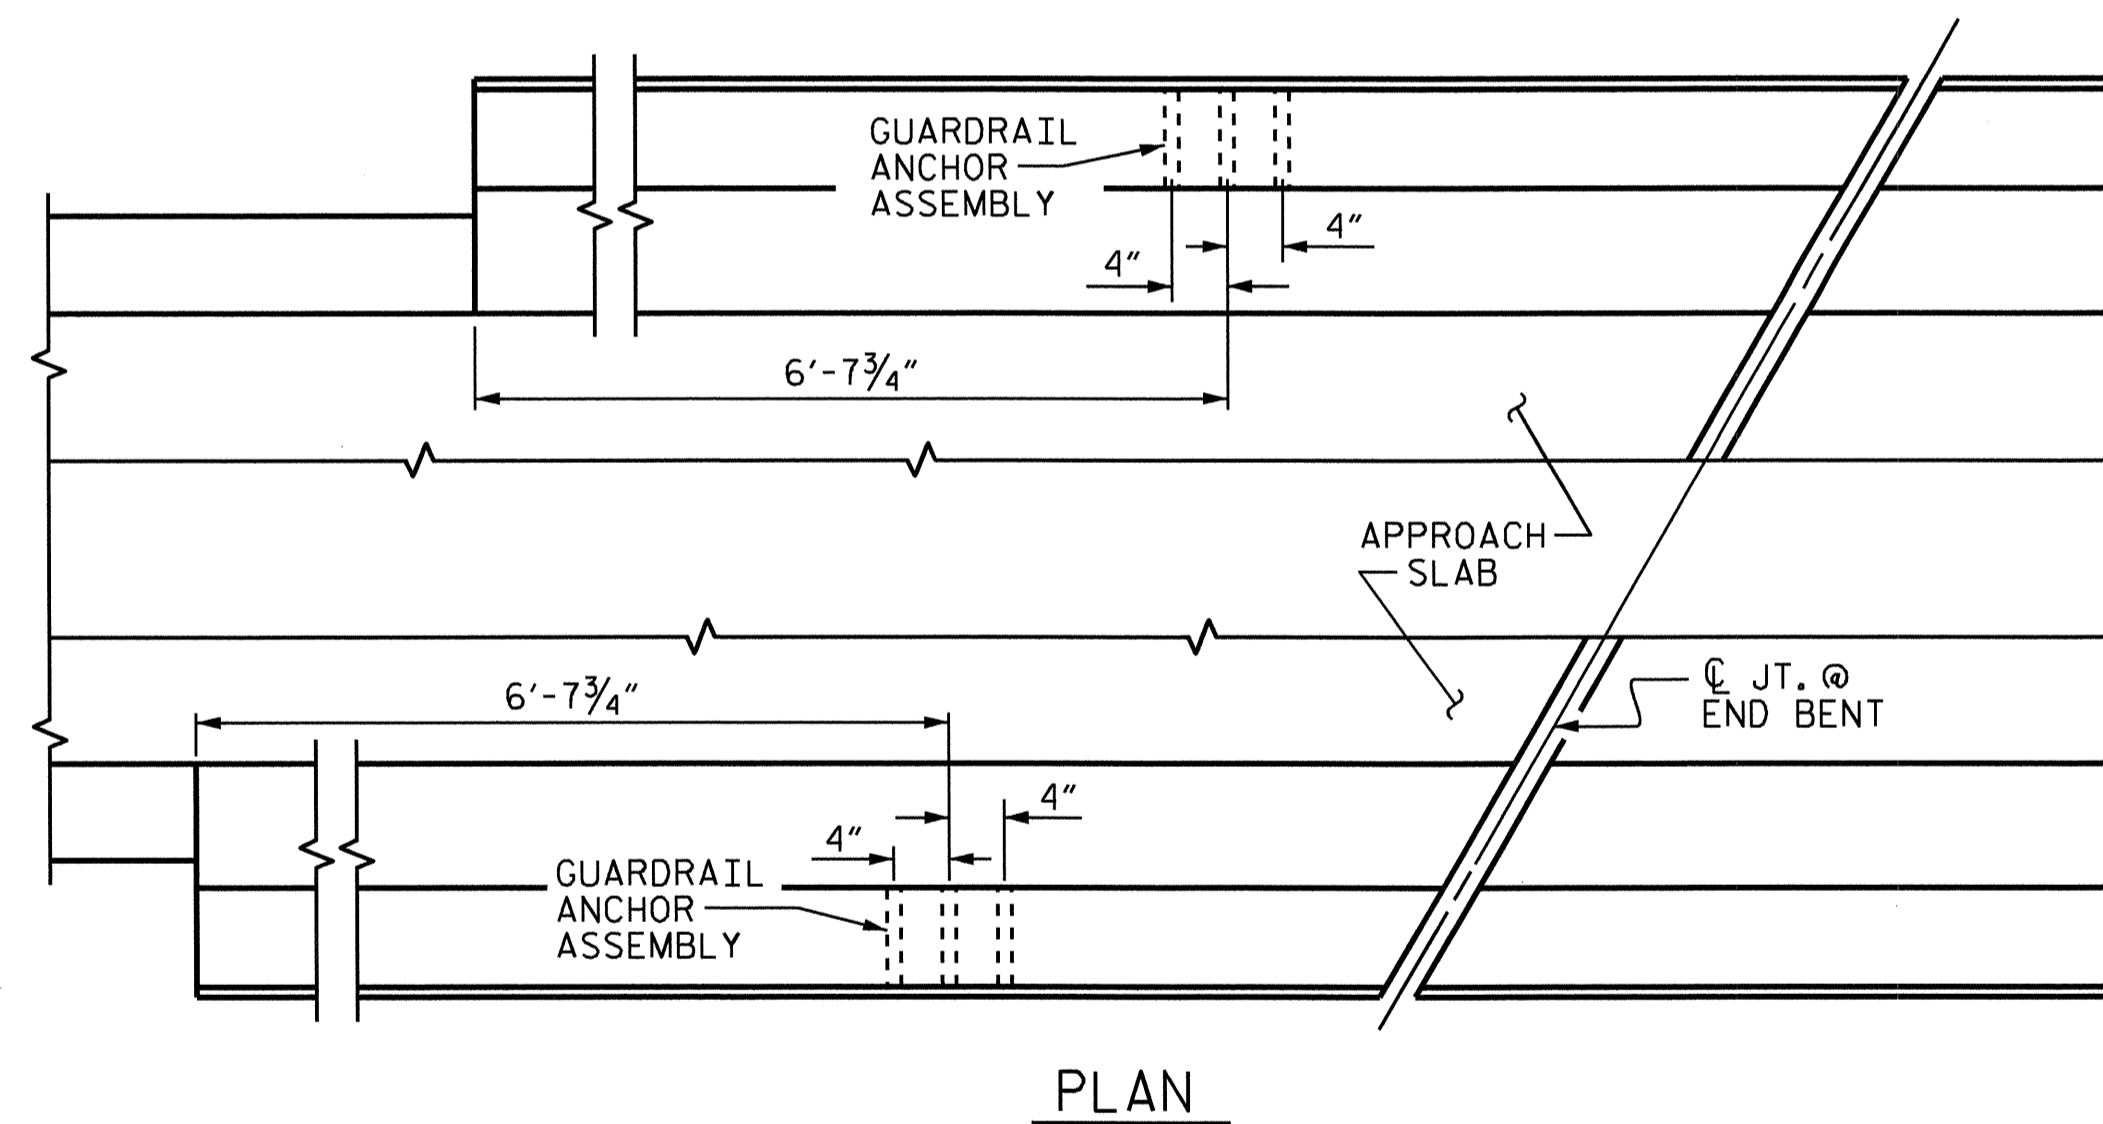 GUARDRAIL
ANCHOR
ASSEMBLY
4"
4"
6'-7¾"
APPROACH
SLAB
6'-7¾"
℄ JT. @
END BENT
4"
4"
GUARDRAIL
ANCHOR
ASSEMBLY
PLAN